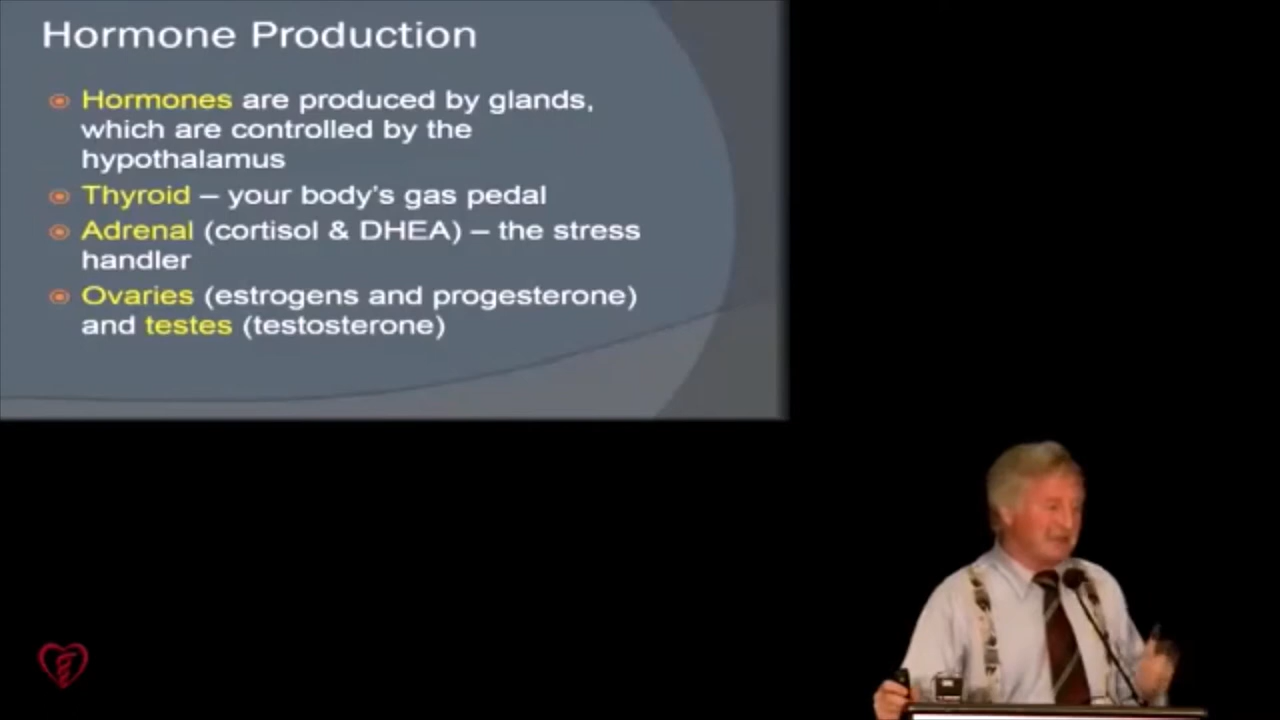 Hormone Production
Hormones are produced by glands,
which are controlled by the
hypothalamus
Thyroid – your body's gas pedal
Adrenal (cortisol & DHEA) – the stress
handler
Ovaries (estrogens and progesterone)
and testes (testosterone)